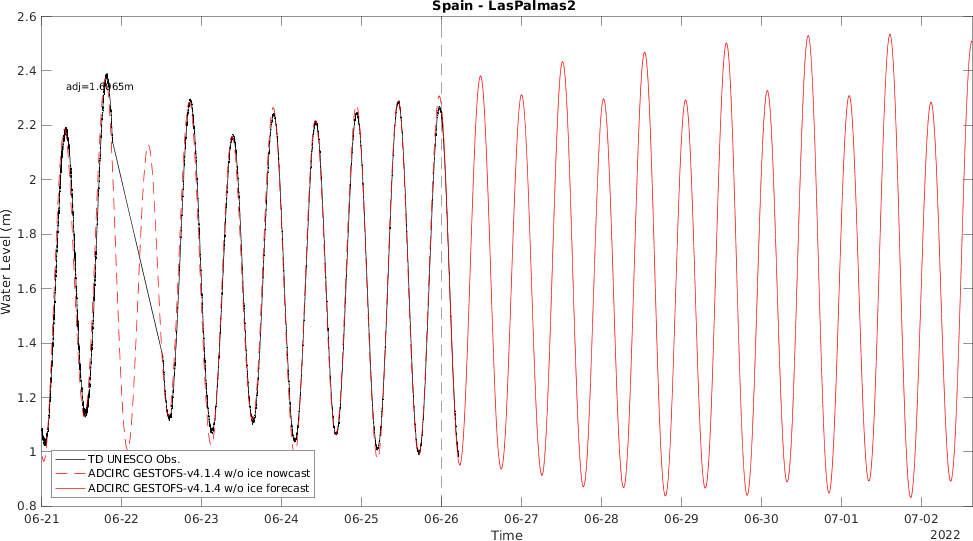 Spain - LasPalmas2
2.6
2.4
2.2
2
1.8
1.6
1.4
1.2
1
0.8
Water Level (m)
adj=1.6065m
TD UNESCO Obs.
ADCIRC GESTOFS-v4.1.4 w/o ice nowcast
ADCIRC GESTOFS-v4.1.4 w/o ice forecast
06-21 06-22 06-23 06-24 06-25 06-26 06-27 06-28 06-29 06-30 07-01 07-02
Time
2022